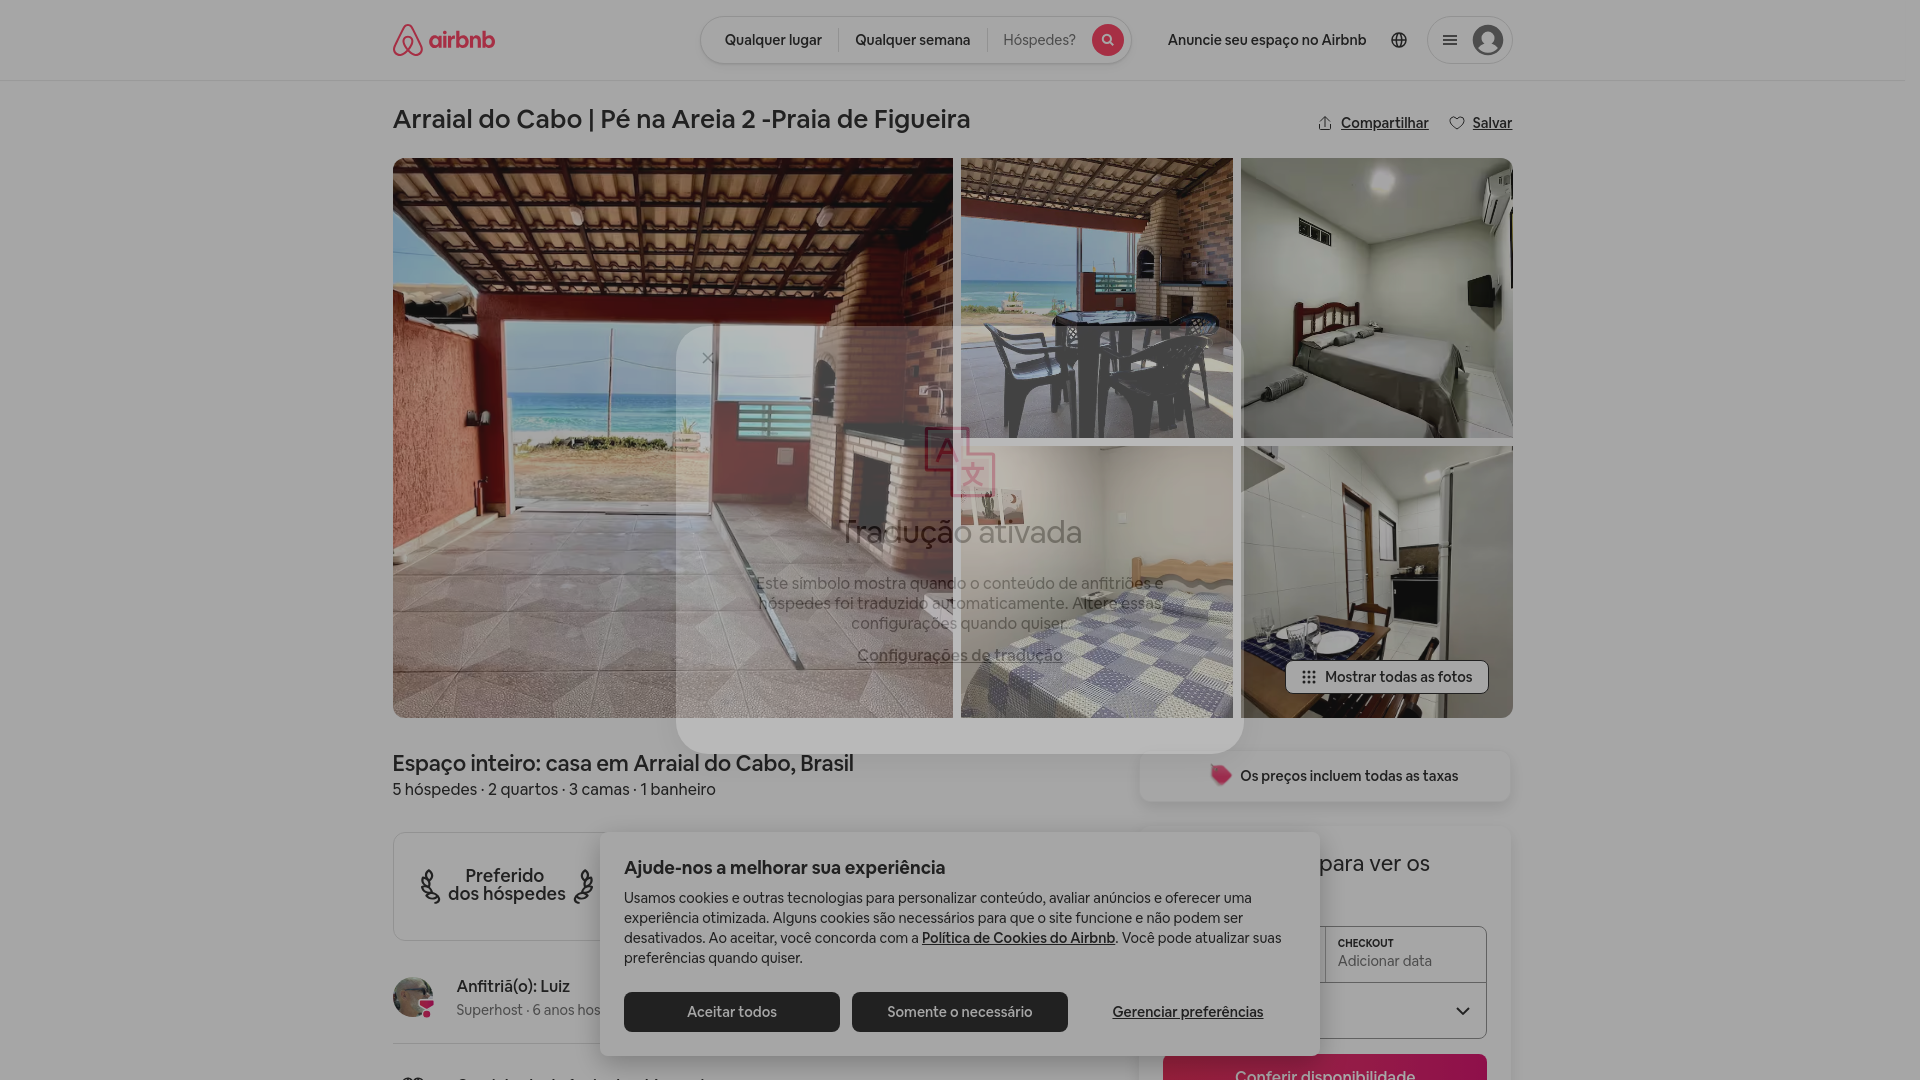 airbnb
Qualquer lugar
Qualquer semana
Hóspedes?
Anuncie seu espaço no Airbnb
Arraial do Cabo | Pé na Areia 2 -Praia de Figueira
Compartilhar
Salvar
Tradução ativada
Este símbolo mostra quando o conteúdo de anfitriões e
hóspedes foi traduzido automaticamente. Altere essas
configurações quando quiser.
Configurações de tradução
Mostrar todas as fotos
Espaço inteiro: casa em Arraial do Cabo, Brasil
5 hóspedes · 2 quartos · 3 camas · 1 banheiro
Os preços incluem todas as taxas
Preferido
dos hóspedes
Ajude-nos a melhorar sua experiência
Usamos cookies e outras tecnologias para personalizar conteúdo, avaliar anúncios e oferecer uma
experiência otimizada. Alguns cookies são necessários para que o site funcione e não podem ser
desativados. Ao aceitar, você concorda com a Política de Cookies do Airbnb. Você pode atualizar suas
preferências quando quiser.
Aceitar todos
Somente o necessário
Gerenciar preferências
para ver os
CHECKOUT
Adicionar data
Anfitriã(o): Luiz
Superhost · 6 anos hos
Conferir disponibilidade